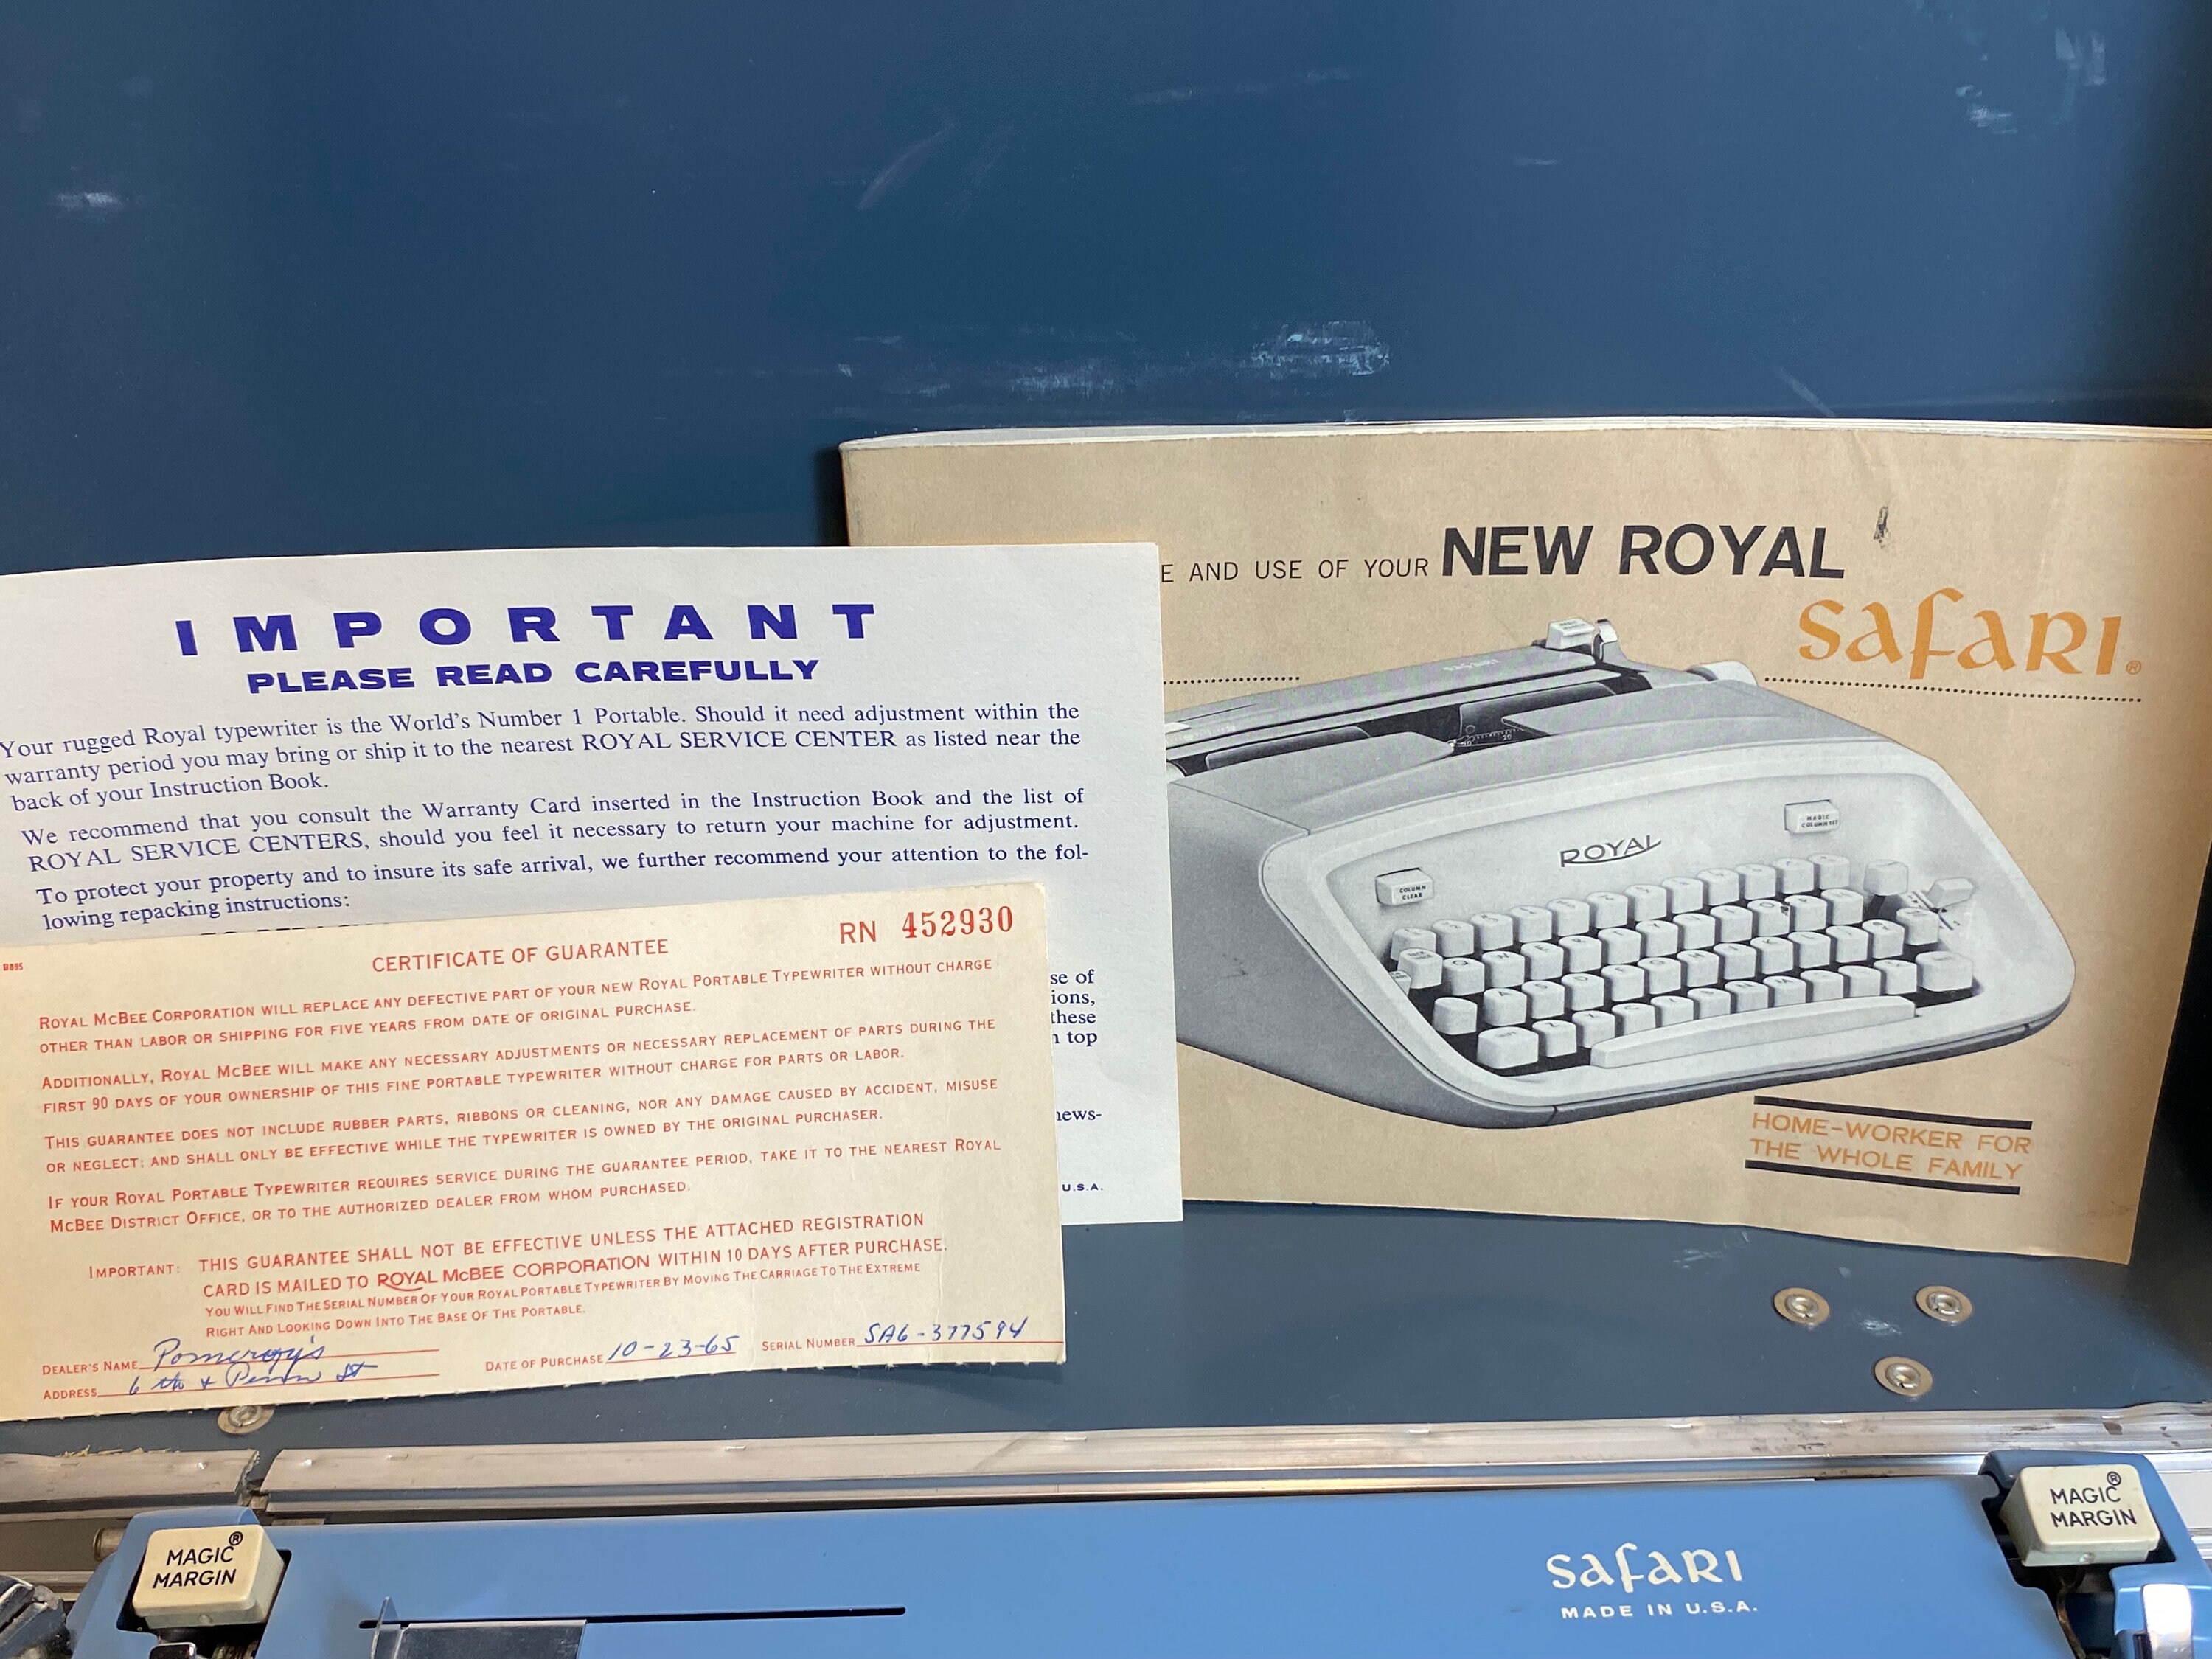 IMPORTANT
PLEASE READ CAREFULLY
Your rugged Royal typewriter is the World's Number 1 Portable. Should it need adjustment within the
warranty period you may bring or ship it to the nearest ROYAL SERVICE CENTER as listed near the
back of your Instruction Book.
We recommend that you consult the Warranty Card inserted in the Instruction Book and the list of
ROYAL SERVICE CENTERS, should you feel it necessary to return your machine for adjustment.
To protect your property and to insure its safe arrival, we further recommend your attention to the fol-
lowing repacking instructions:
se of
ions,
these
top
news-
U.S.A.
B895
CERTIFICATE OF GUARANTEE
RN 452930
ROYAL MCBEE CORPORATION WILL REPLACE ANY DEFECTIVE PART OF YOUR NEW ROYAL PORTABLE TYPEWRITER WITHOUT CHARGE
OTHER THAN LABOR OR SHIPPING FOR FIVE YEARS FROM DATE OF ORIGINAL PURCHASE.
ADDITIONALLY, ROYAL MCBEE WILL MAKE ANY NECESSARY ADJUSTMENTS OR NECESSARY REPLACEMENT OF PARTS DURING THE
FIRST 90 DAYS OF YOUR OWNERSHIP OF THIS FINE PORTABLE TYPEWRITER WITHOUT CHARGE FOR PARTS OR LABOR.
THIS GUARANTEE DOES NOT INCLUDE RUBBER PARTS, RIBBONS OR CLEANING, NOR ANY DAMAGE CAUSED BY ACCIDENT, MISUSE
OR NEGLECT; AND SHALL ONLY BE EFFECTIVE WHILE THE TYPEWRITER IS OWNED BY THE ORIGINAL PURCHASER.
IF YOUR ROYAL PORTABLE TYPEWRITER REQUIRES SERVICE DURING THE GUARANTEE PERIOD, TAKE IT TO THE NEAREST ROYAL
MCBEE DISTRICT OFFICE, OR TO THE AUTHORIZED DEALER FROM WHOM PURCHASED.
IMPORTANT: THIS GUARANTEE SHALL NOT BE EFFECTIVE UNLESS THE ATTACHED REGISTRATION
CARD IS MAILED TO ROYAL McBEE CORPORATION WITHIN 10 DAYS AFTER PURCHASE.
YOU WILL FIND THE SERIAL NUMBER OF YOUR ROYAL PORTABLE TYPEWRITER BY MOVING THE CARRIAGE TO THE EXTREME
RIGHT AND LOOKING DOWN INTO THE BASE OF THE PORTABLE.
DEALER'S NAME Pomeroy's
DATE OF PURCHASE 10-23-65 SERIAL NUMBER SA6-377594
ADDRESS 6th + Penn St
E AND USE OF YOUR NEW ROYAL
safari®
safari
ROYAL
MAGIC
COLUMN SET
COLUMN
CLEAR
HOME-WORKER FOR
THE WHOLE FAMILY
MAGIC®
MARGIN
safari
MADE IN U.S.A.
MAGIC®
MARGIN